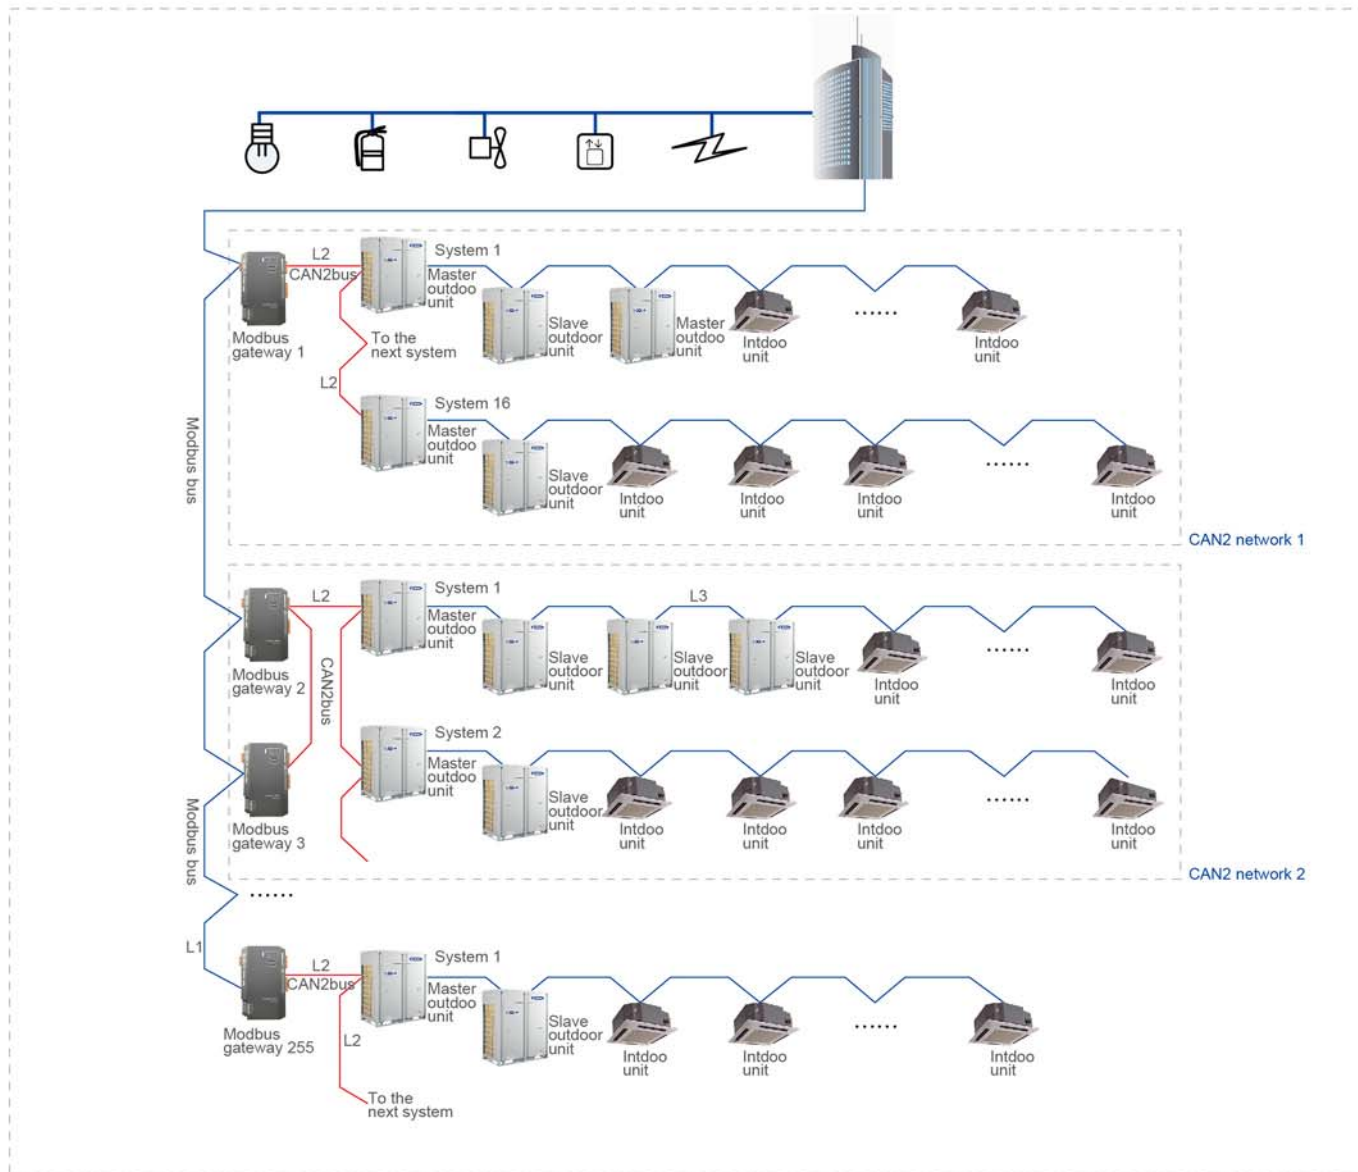 L2
CAN2bus
System 1
Master
outdoo
unit
Slave
outdoor
unit
Master
outdoo
unit
Intdoo
unit
......
Intdoo
unit
Modbus
gateway 1
To the
next system
L2
System 16
Master
outdoo
unit
Slave
outdoor
unit
Intdoo
unit
Intdoo
unit
Intdoo
unit
......
Intdoo
unit
Modbus bus
CAN2 network 1
L2
System 1
Master
outdoo
unit
L3
Slave
outdoor
unit
Slave
outdoor
unit
Slave
outdoor
unit
Intdoo
unit
......
Intdoo
unit
Modbus
gateway 2
CAN2bus
System 2
Master
outdoo
unit
Slave
outdoor
unit
Intdoo
unit
Intdoo
unit
Intdoo
unit
......
Intdoo
unit
Modbus
gateway 3
Modbus bus
CAN2 network 2
......
L1
L2
CAN2bus
System 1
Master
outdoo
unit
Slave
outdoor
unit
Intdoo
unit
Intdoo
unit
......
Intdoo
unit
Modbus
gateway 255
L2
To the
next system